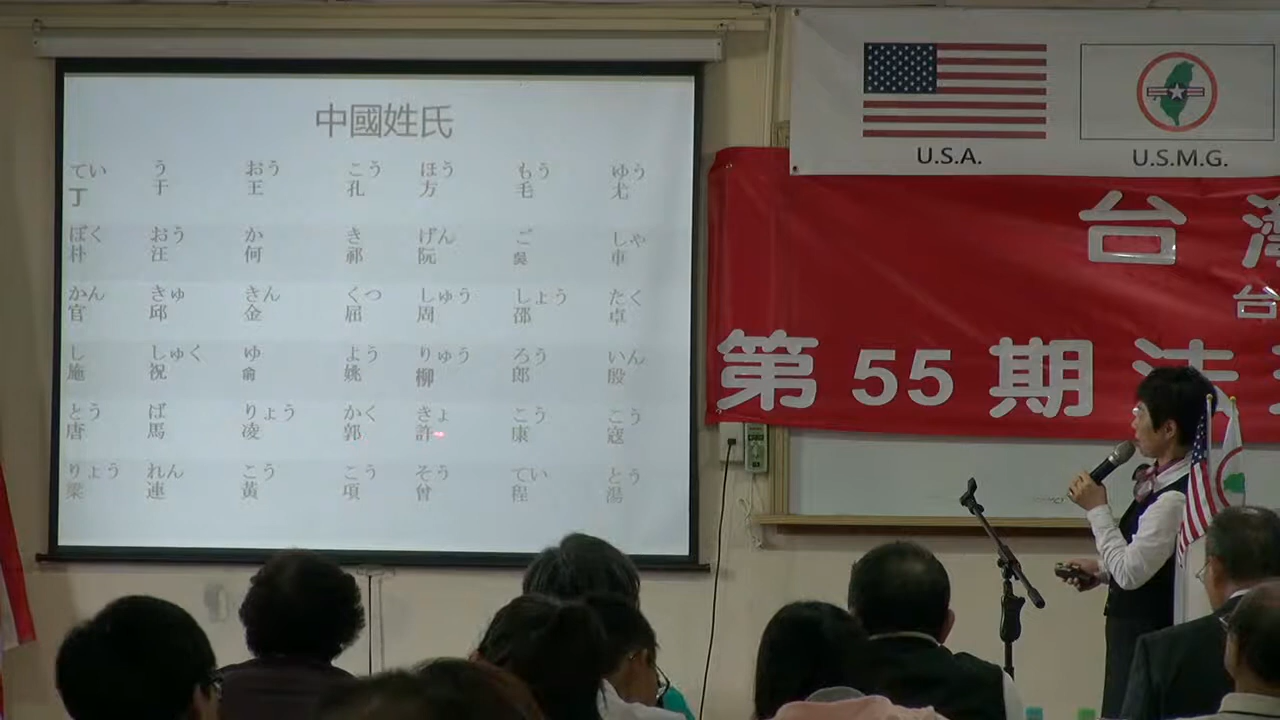 中國姓氏
てい う おう こう ほう もう ゆう
丁 于 王 孔 方 毛 尤
ぼく おう か き げん ご しゃ
朴 汪 何 祁 阮 吳 車
かん きゅ きん くつ しゅう しょう たく
官 邱 金 屈 周 邵 卓
し しゅく ゆ よう りゅう ろう いん
施 祝 俞 姚 柳 郎 殷
とう ば りょう かく きょ こう こう
唐 馬 凌 郭 許 康 寇
りょう れん こう こう そう てい とう
梁 連 黃 項 曾 程 湯
U.S.A.
U.S.M.G.
台灣
台
第 55 期 法